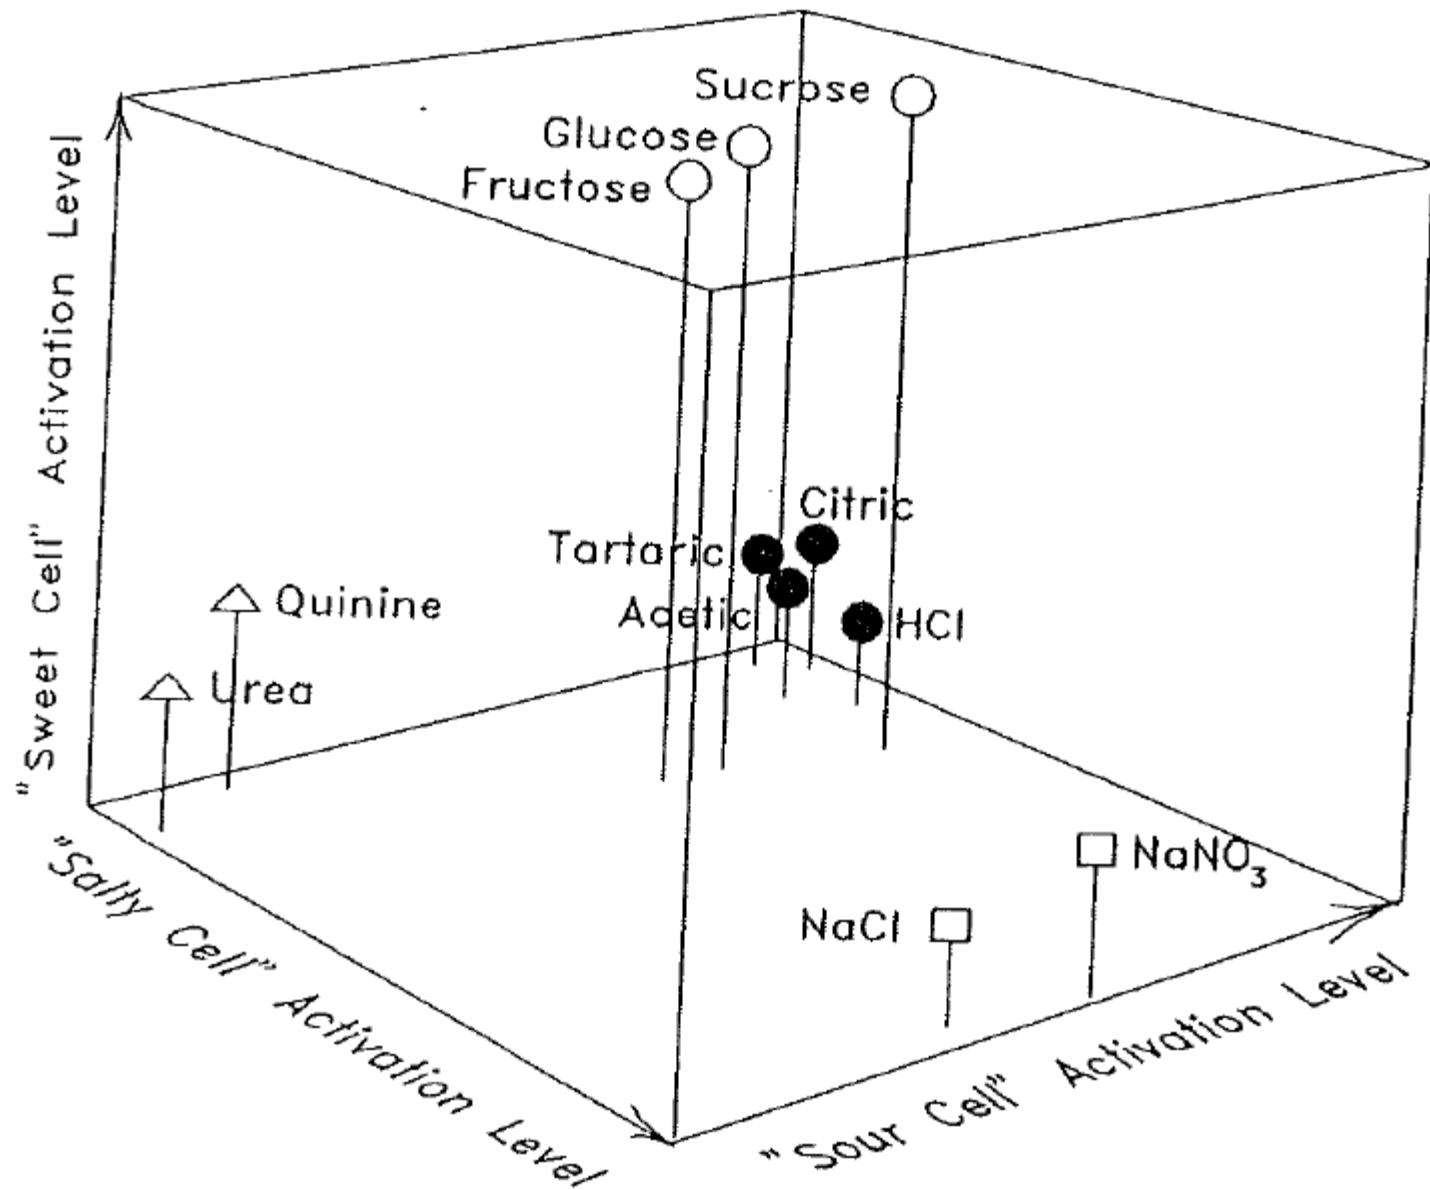 Sucrose
Glucose
Fructose
Citric
Tartaric
Acetic
HCl
Quinine
Urea
NaNO3
NaCl
"Sweet Cell" Activation Level
"Salty Cell" Activation Level
"Sour Cell" Activation Level